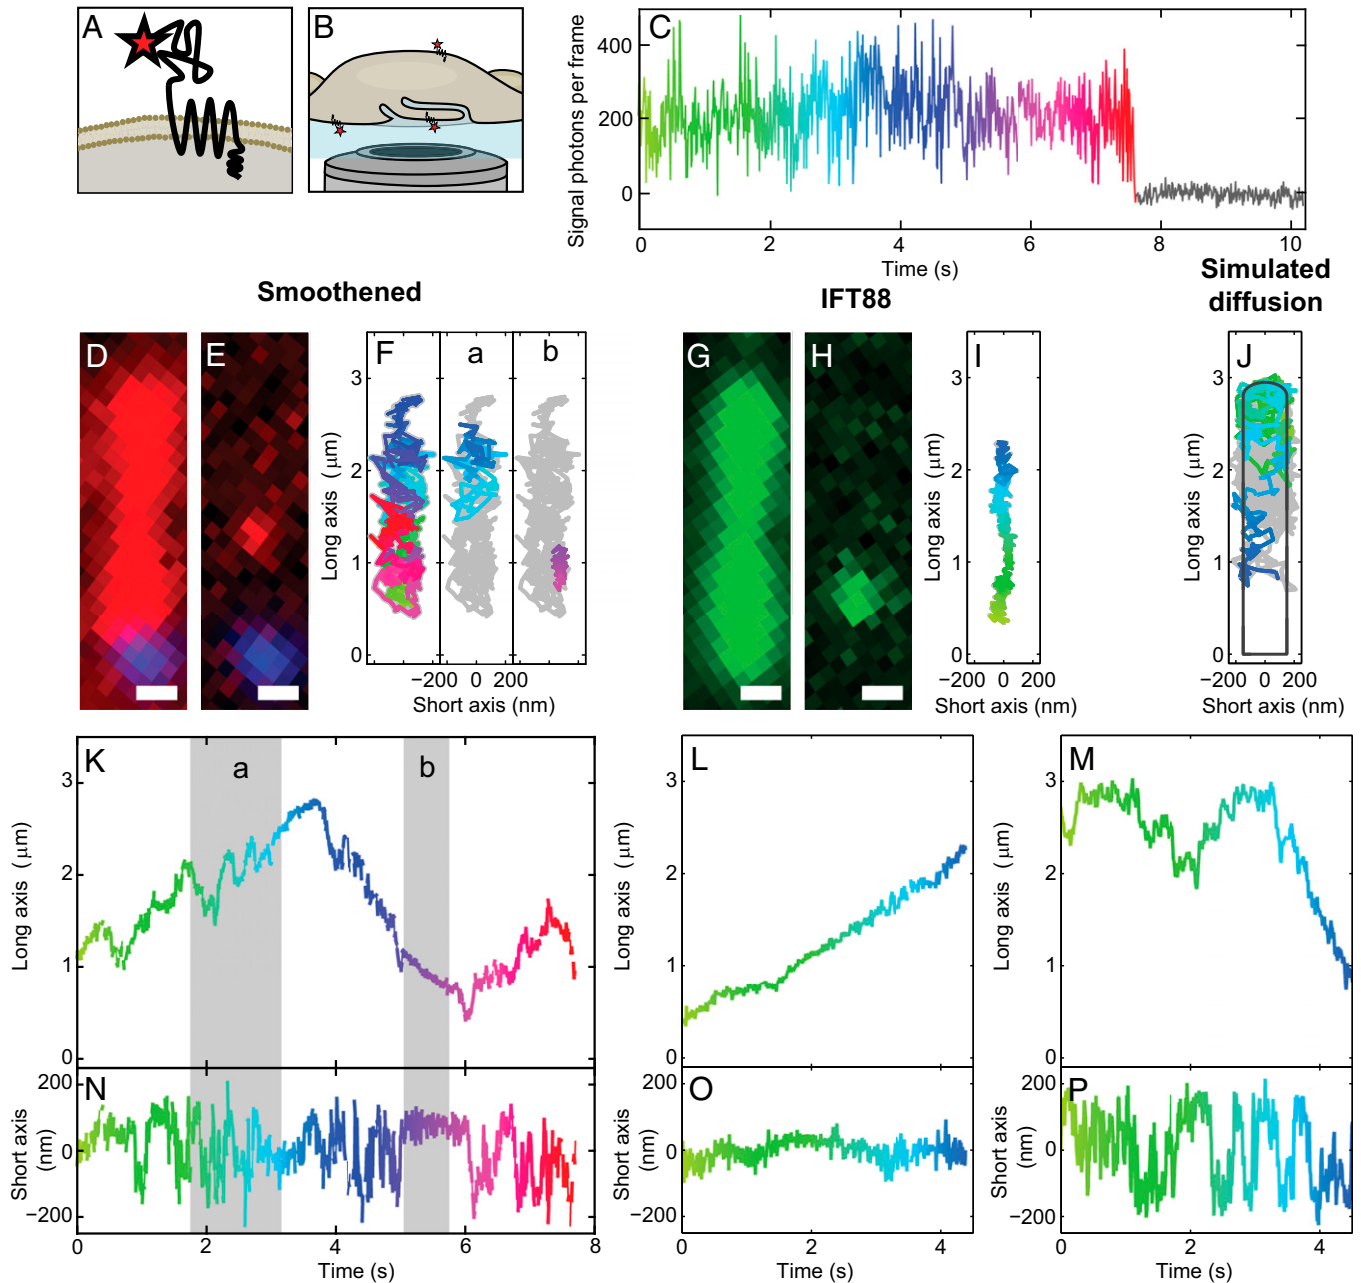 A
B
C
Signal photons per frame
400
200
0
0 2 4 6 8 10
Time (s)
Smoothened
IFT88
Simulated
diffusion
D
E
F
a
b
Long axis (μm)
3
2
1
0
−200 0 200
Short axis (nm)
G
H
I
Long axis (μm)
3
2
1
0
−200 0 200
Short axis (nm)
J
Long axis (μm)
3
2
1
0
−200 0 200
Short axis (nm)
K
a
b
Long axis (μm)
3
2
1
0
L
Long axis (μm)
3
2
1
0
M
Long axis (μm)
3
2
1
0
N
Short axis
(nm)
200
0
−200
0 2 4 6 8
Time (s)
O
Short axis
(nm)
200
0
−200
0 2 4
Time (s)
P
Short axis
(nm)
200
0
−200
0 2 4
Time (s)